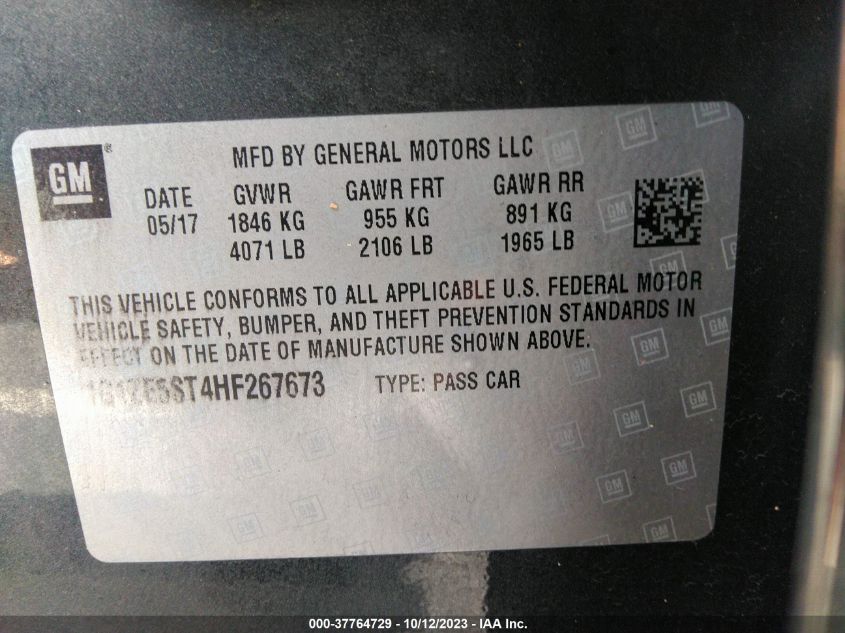 GM
MFD BY GENERAL MOTORS LLC
DATE GVWR GAWR FRT GAWR RR
05/17 1846 KG 955 KG 891 KG
4071 LB 2106 LB 1965 LB
THIS VEHICLE CONFORMS TO ALL APPLICABLE U.S. FEDERAL MOTOR
VEHICLE SAFETY, BUMPER, AND THEFT PREVENTION STANDARDS IN
EFFECT ON THE DATE OF MANUFACTURE SHOWN ABOVE.
1G1ZE5ST4HF267673 TYPE: PASS CAR
000-37764729 - 10/12/2023 - IAA Inc.